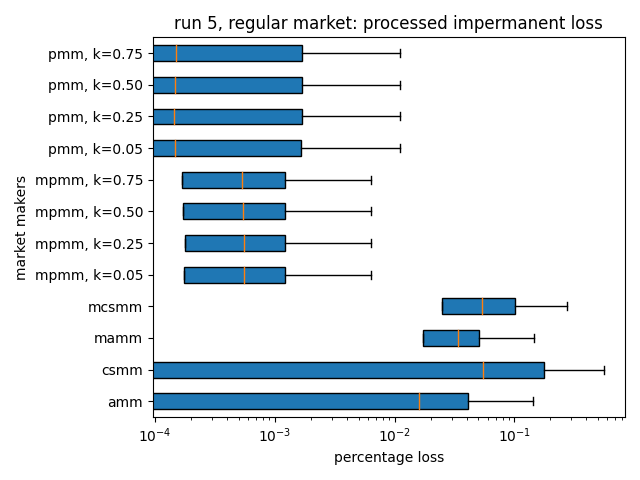 run 5, regular market: processed impermanent loss
market makers
pmm, k=0.75
pmm, k=0.50
pmm, k=0.25
pmm, k=0.05
mpmm, k=0.75
mpmm, k=0.50
mpmm, k=0.25
mpmm, k=0.05
mcsmm
mamm
csmm
amm
10⁻⁴ 10⁻³ 10⁻² 10⁻¹
percentage loss